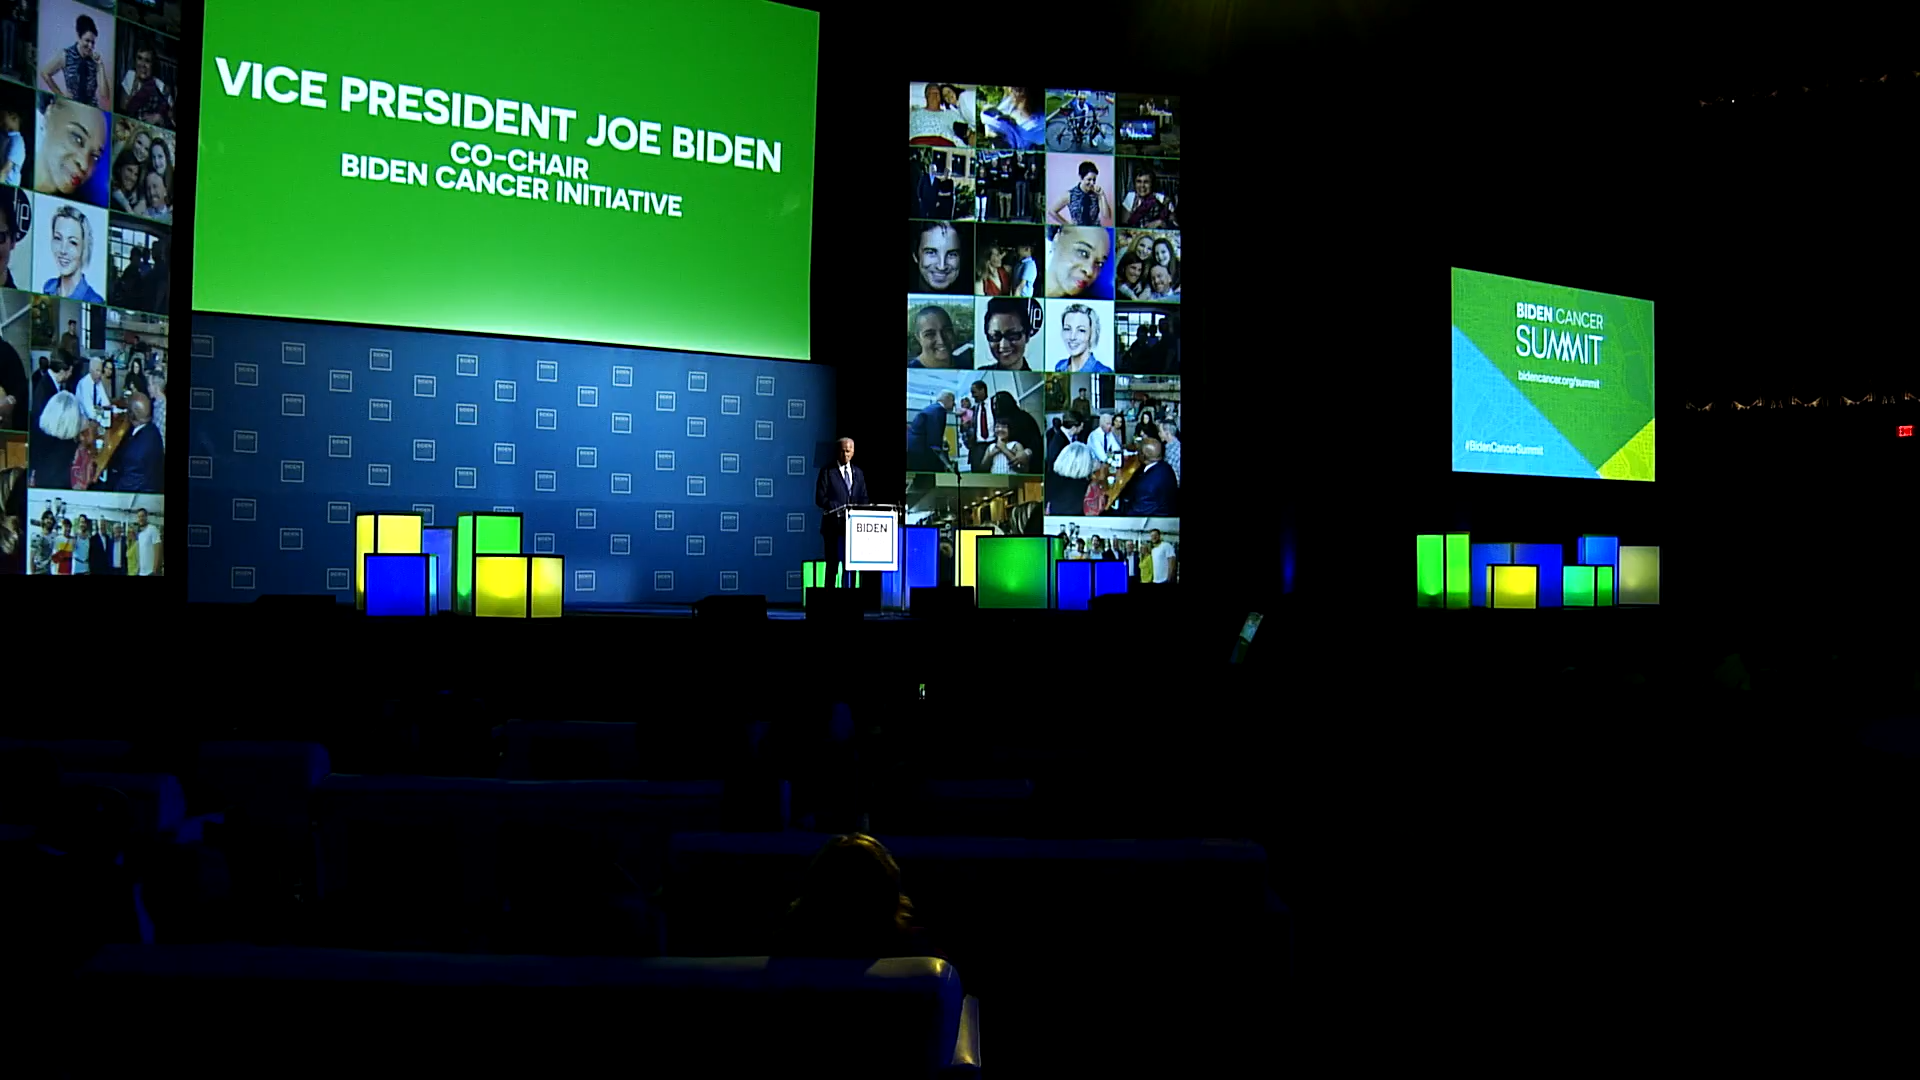 VICE PRESIDENT JOE BIDEN
CO-CHAIR
BIDEN CANCER INITIATIVE
BIDEN CANCER
SUMMIT
bidencancer.org/summit
#BidenCancerSummit
BIDEN